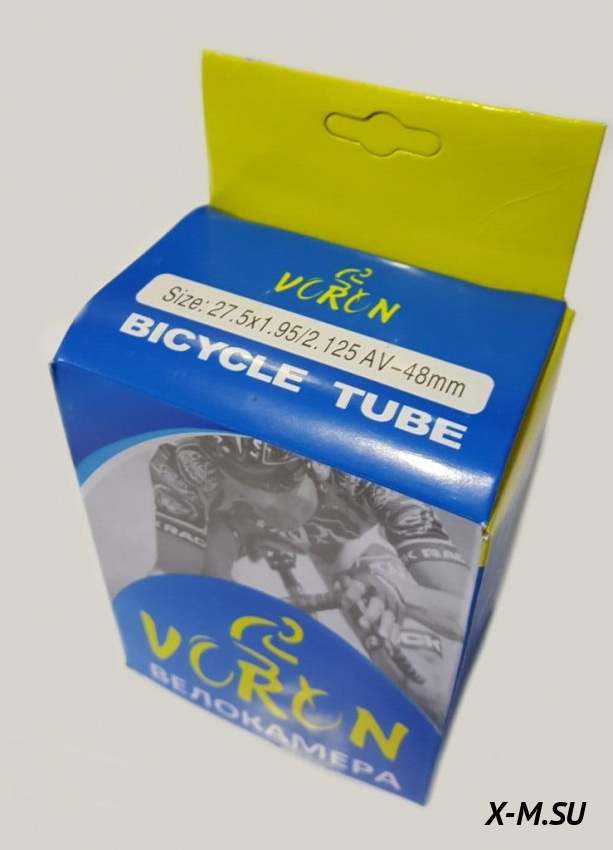 VORON
Size: 27.5x1.95/2.125 AV-48mm
BICYCLE TUBE
VORON
ВЕЛОКАМЕРА
X-M.SU